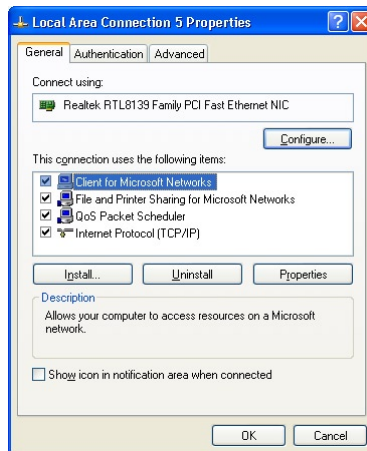 Local Area Connection 5 Properties
General Authentication Advanced
Connect using:
Realtek RTL8139 Family PCI Fast Ethernet NIC
Configure...
This connection uses the following items:
Client for Microsoft Networks
File and Printer Sharing for Microsoft Networks
QoS Packet Scheduler
Internet Protocol (TCP/IP)
Install... Uninstall Properties
Description
Allows your computer to access resources on a Microsoft
network.
Show icon in notification area when connected
OK Cancel